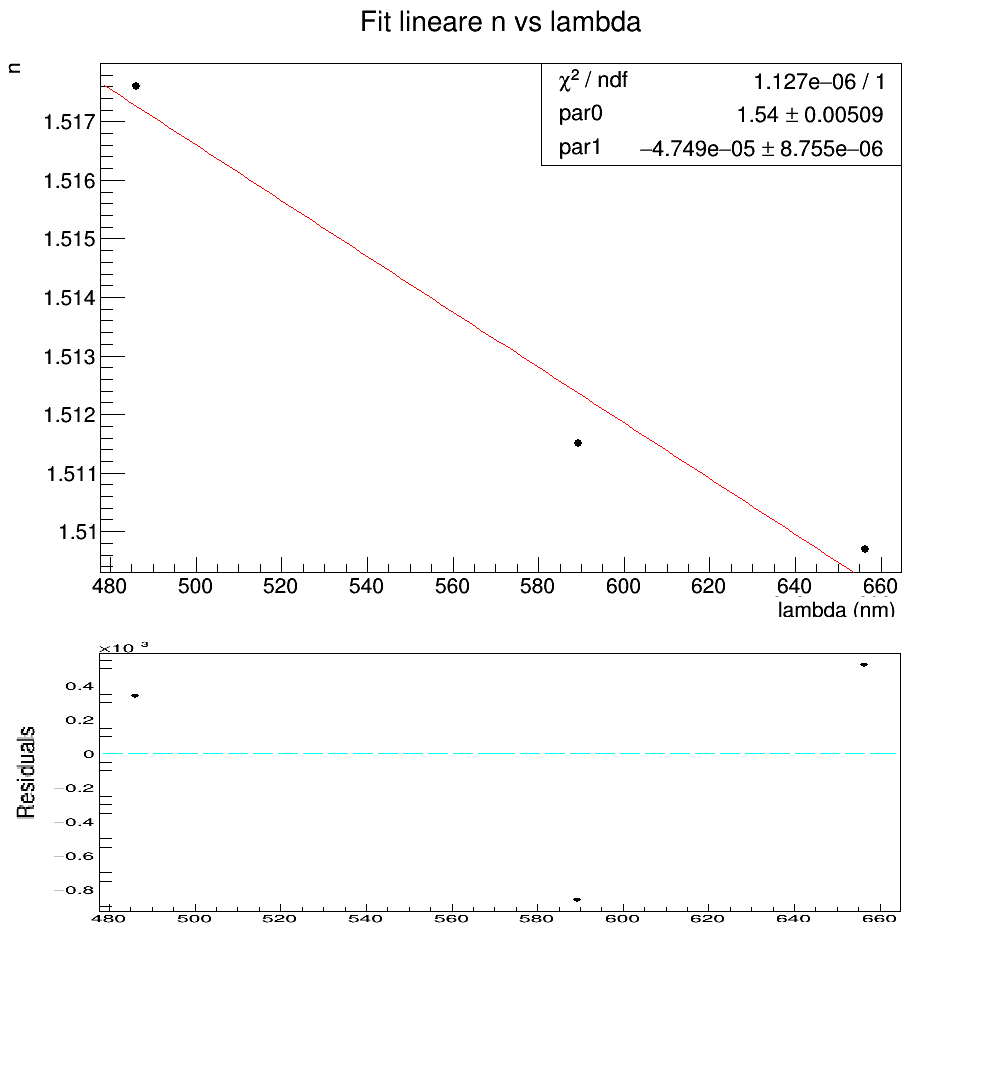 Fit lineare n vs lambda
n
χ² / ndf 1.127e−06 / 1
par0 1.54 ± 0.00509
par1 −4.749e−05 ± 8.755e−06
1.517
1.516
1.515
1.514
1.513
1.512
1.511
1.51
480 500 520 540 560 580 600 620 640 660
lambda (nm)
×10
3
0.4
0.2
0
−0.2
−0.4
−0.6
−0.8
Residuals
480 500 520 540 560 580 600 620 640 660